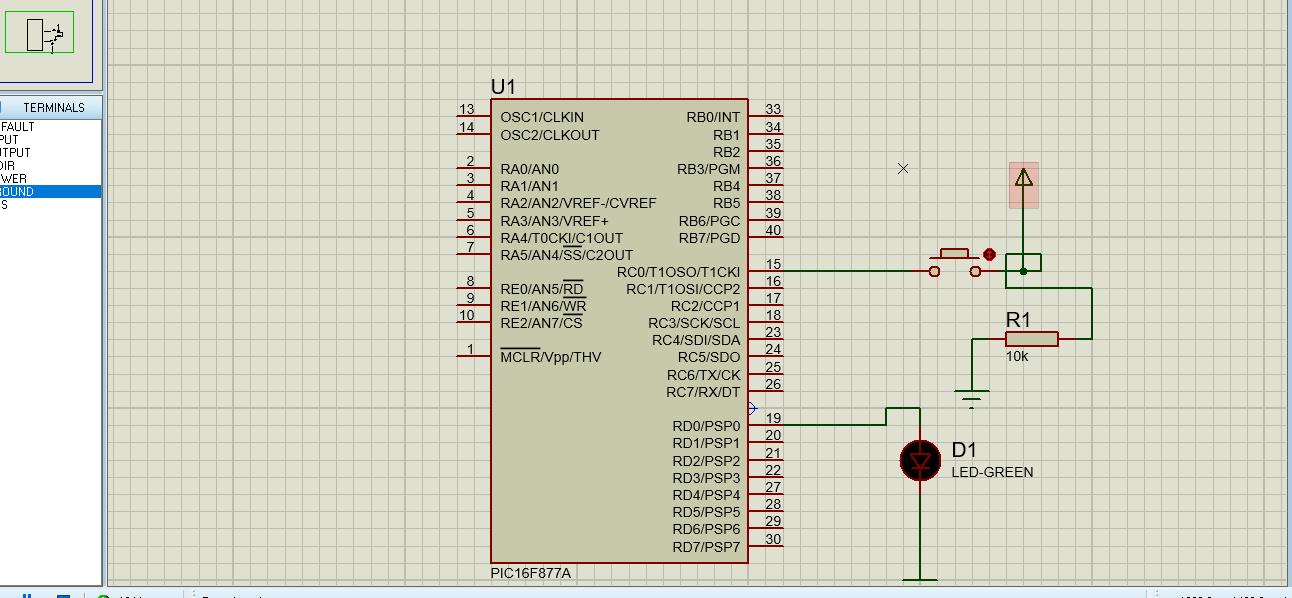 TERMINALS
FAULT
PUT
TPUT
DIR
WER
OUND
S
U1
13 OSC1/CLKIN RB0/INT 33
14 OSC2/CLKOUT RB1 34
RB2 35
2 RA0/AN0 RB3/PGM 36
3 RA1/AN1 RB4 37
4 RA2/AN2/VREF-/CVREF RB5 38
5 RA3/AN3/VREF+ RB6/PGC 39
6 RA4/T0CKI/C1OUT RB7/PGD 40
7 RA5/AN4/SS/C2OUT
RC0/T1OSO/T1CKI 15
8 RE0/AN5/RD RC1/T1OSI/CCP2 16
9 RE1/AN6/WR RC2/CCP1 17
10 RE2/AN7/CS RC3/SCK/SCL 18
RC4/SDI/SDA 23
1 MCLR/Vpp/THV RC5/SDO 24
RC6/TX/CK 25
RC7/RX/DT 26
RD0/PSP0 19
RD1/PSP1 20
RD2/PSP2 21
RD3/PSP3 22
RD4/PSP4 27
RD5/PSP5 28
RD6/PSP6 29
RD7/PSP7 30
PIC16F877A
R1
10k
D1
LED-GREEN